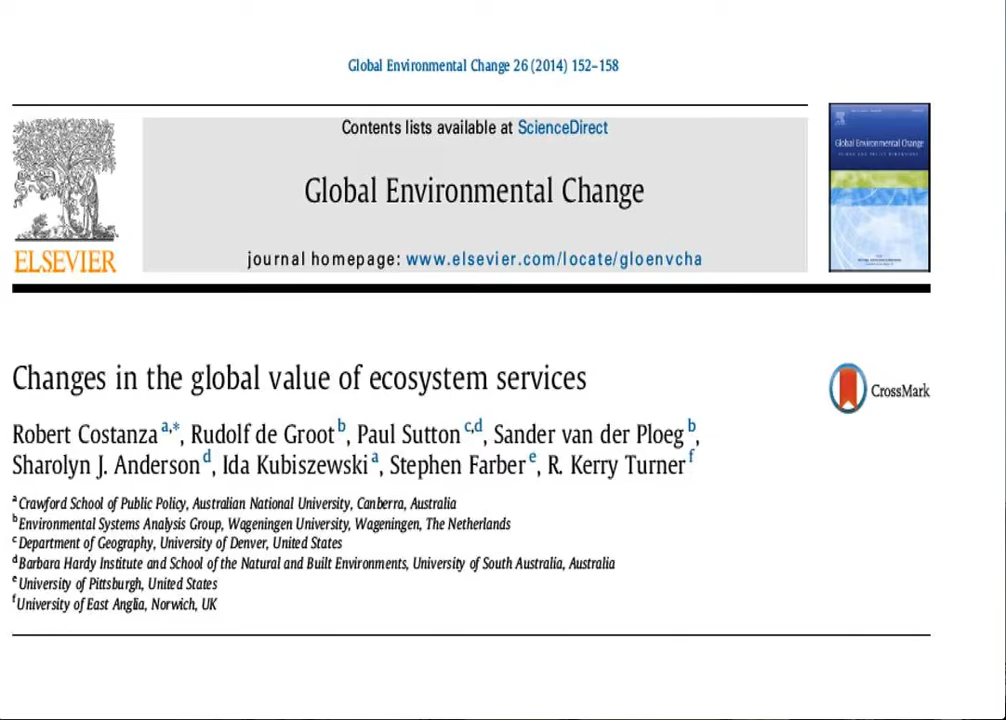 Global Environmental Change 26 (2014) 152–158
Contents lists available at ScienceDirect
Global Environmental Change
journal homepage: www.elsevier.com/locate/gloenvcha
ELSEVIER
Global Environmental Change
Changes in the global value of ecosystem services
CrossMark
Robert Costanza a,*, Rudolf de Groot b, Paul Sutton c,d, Sander van der Ploeg b,
Sharolyn J. Anderson d, Ida Kubiszewski a, Stephen Farber e, R. Kerry Turner f
a Crawford School of Public Policy, Australian National University, Canberra, Australia
b Environmental Systems Analysis Group, Wageningen University, Wageningen, The Netherlands
c Department of Geography, University of Denver, United States
d Barbara Hardy Institute and School of the Natural and Built Environments, University of South Australia, Australia
e University of Pittsburgh, United States
f University of East Anglia, Norwich, UK